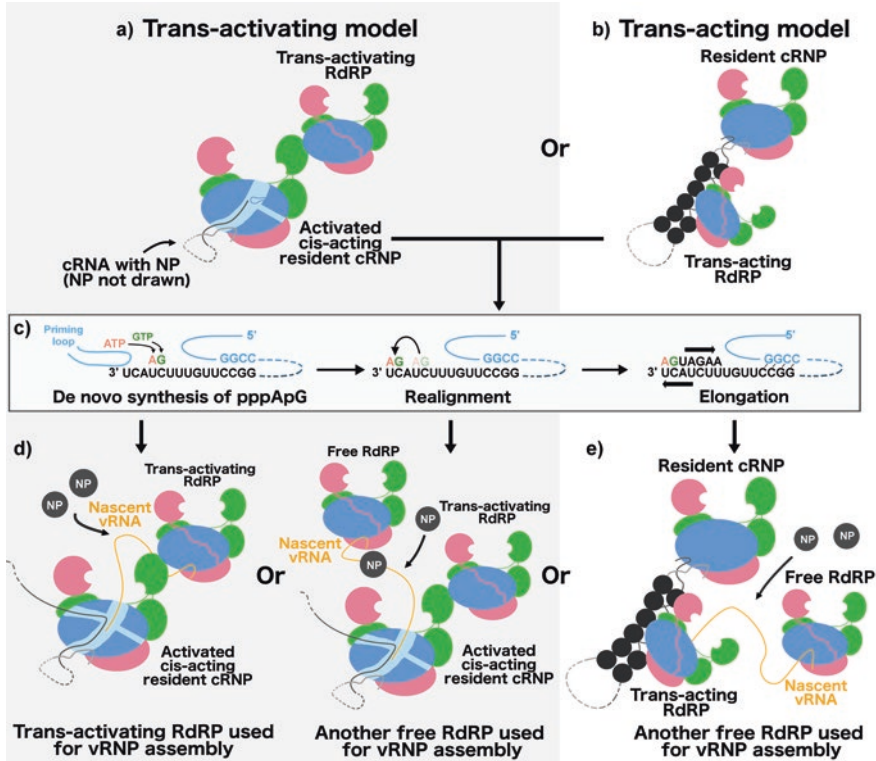 a) Trans-activating model
Trans-activating
RdRP
cRNA with NP
(NP not drawn)
Activated
cis-acting
resident cRNP
Or
b) Trans-acting model
Resident cRNP
Trans-acting
RdRP
c)
Priming
loop
ATP
GTP
AG
5'
GGCC
3' UCAUCUUUGUUCCGG
De novo synthesis of pppApG
AG
AG
5'
GGCC
3' UCAUCUUUGUUCCGG
Realignment
5'
AGUAGAA
GGCC
3' UCAUCUUUGUUCCGG
Elongation
d)
Trans-activating
RdRP
NP
NP
Nascent
vRNA
Activated
cis-acting
resident cRNP
Trans-activating RdRP used
for vRNP assembly
Or
Free RdRP
NP
Trans-activating
RdRP
Nascent
vRNA
NP
Activated
cis-acting
resident cRNP
Another free RdRP used
for vRNP assembly
Or
e)
Resident cRNP
NP
NP
Free RdRP
Trans-acting
RdRP
Nascent
vRNA
Another free RdRP used
for vRNP assembly